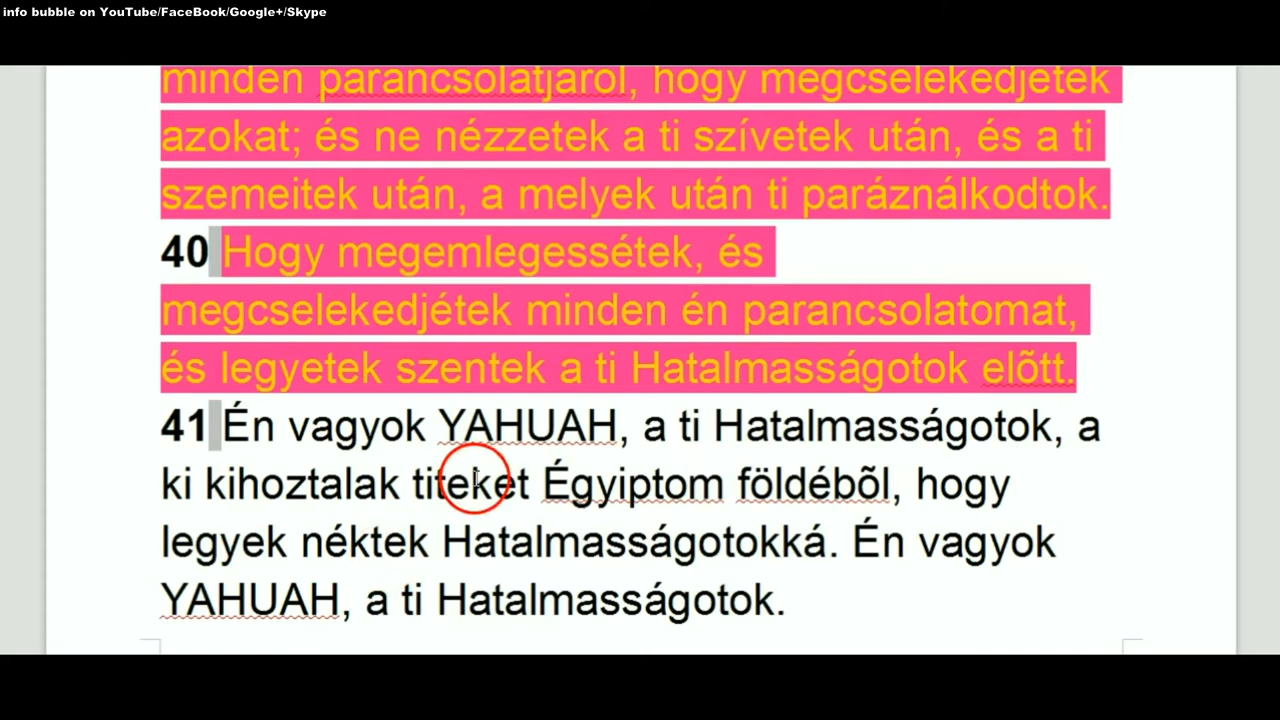 info bubble on YouTube/FaceBook/Google+/Skype
minden parancsolatjáról, hogy megcselekedjétek
azokat; és ne nézzetek a ti szívetek után, és a ti
szemeitek után, a melyek után ti paráználkodtok.
40 Hogy megemlegessétek, és
megcselekedjétek minden én parancsolatomat,
és legyetek szentek a ti Hatalmasságotok elõtt.
41 Én vagyok YAHUAH, a ti Hatalmasságotok, a
ki kihoztalak titeket Égyiptom földébõl, hogy
legyek néktek Hatalmasságotokká. Én vagyok
YAHUAH, a ti Hatalmasságotok.